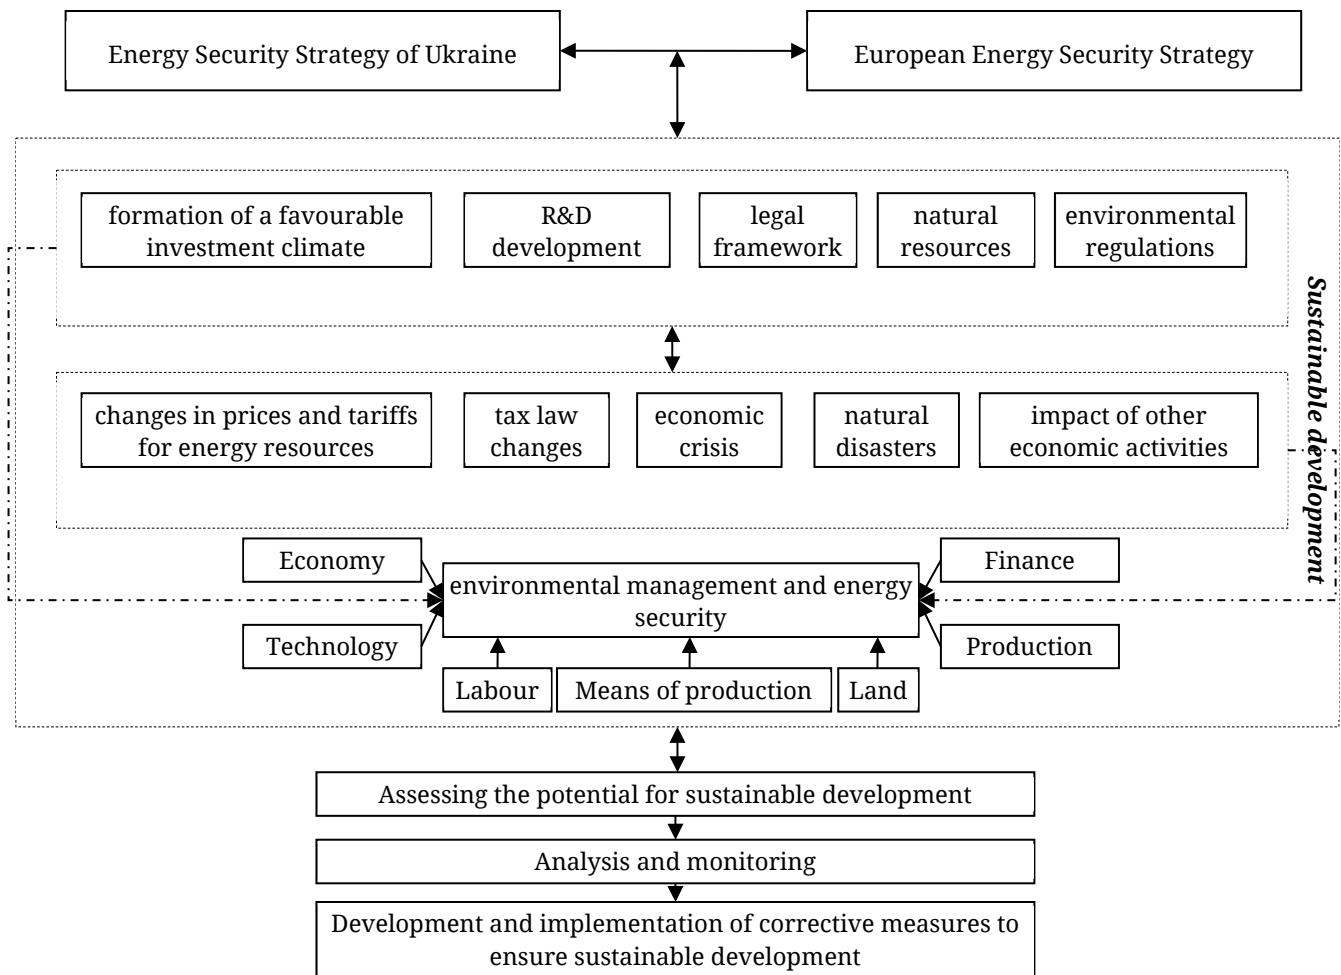 Energy Security Strategy of Ukraine
European Energy Security Strategy
formation of a favourable
investment climate
R&D
development
legal
framework
natural
resources
environmental
regulations
Sustainable development
changes in prices and tariffs
for energy resources
tax law
changes
economic
crisis
natural
disasters
impact of other
economic activities
Economy
Finance
environmental management and energy
security
Technology
Production
Labour
Means of production
Land
Assessing the potential for sustainable development
Analysis and monitoring
Development and implementation of corrective measures to
ensure sustainable development